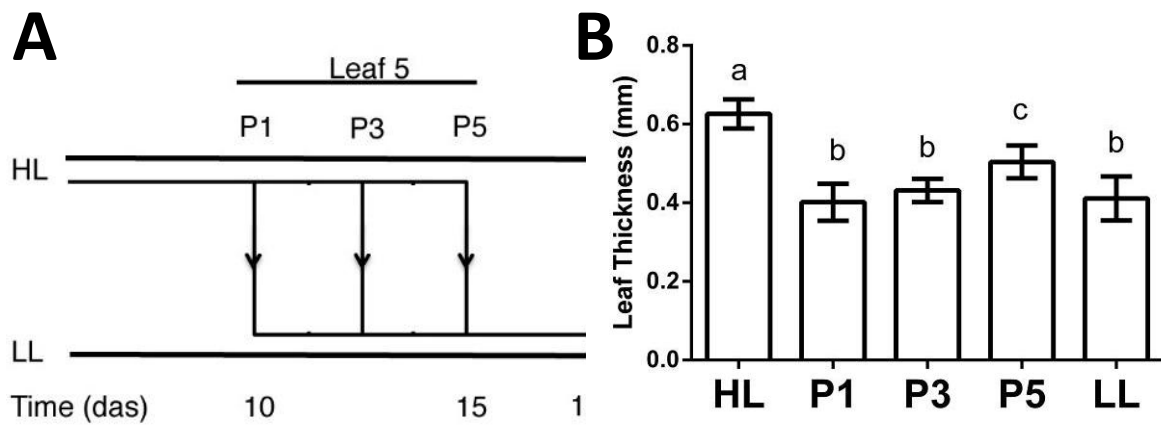 A
Leaf 5
P1 P3 P5
HL
LL
Time (das) 10 15 1
B
Leaf Thickness (mm)
0.8
0.6
0.4
0.2
0.0
a
b
b
c
b
HL P1 P3 P5 LL